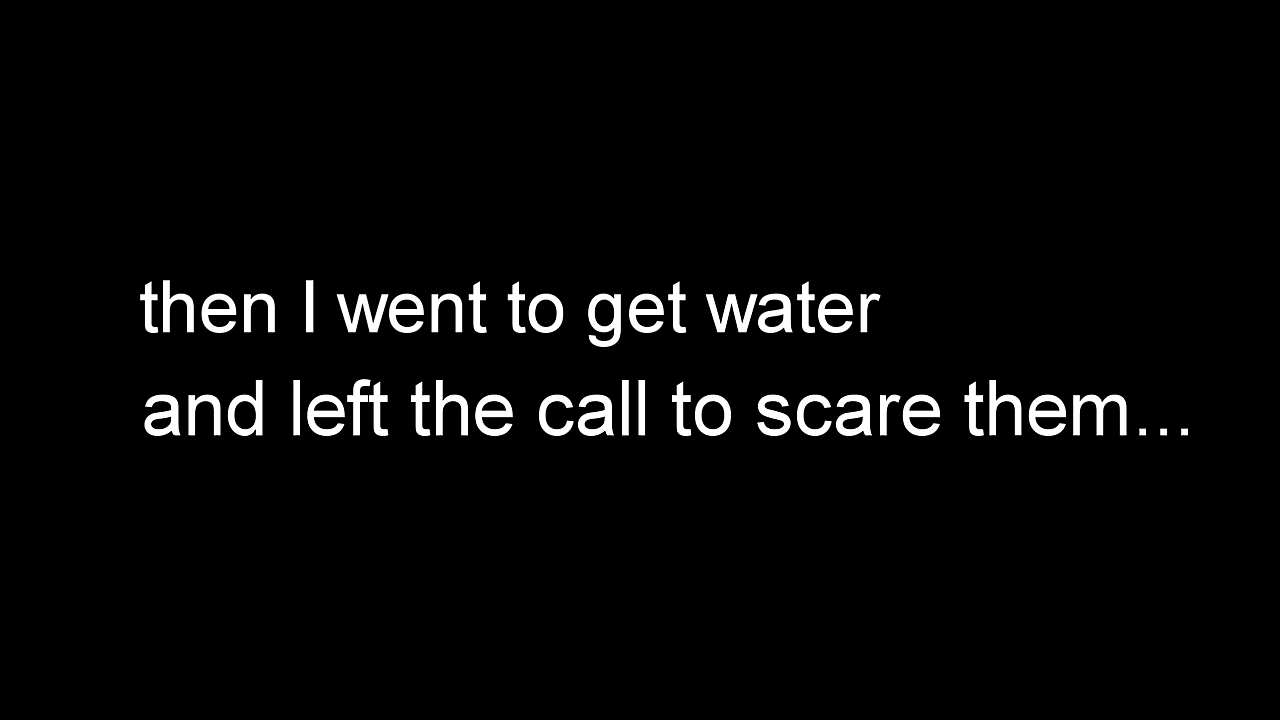 then I went to get water
and left the call to scare them...